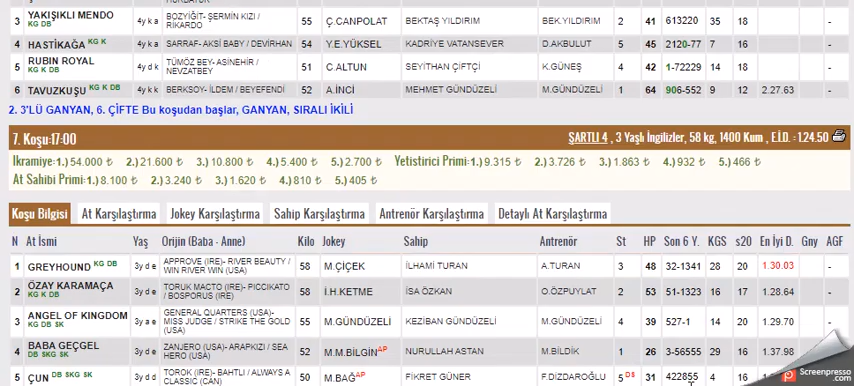 3 YAKIŞIKLI MENDO KG DB 4y k a BOZYİĞİT- ŞERMİN KIZI / RIKARDO 55 Ç.CANPOLAT BEKTAŞ YILDIRIM BEK.YILDIRIM 2 41 613220 35 18 -
4 HASTİKAĞA KG K 4y k a SARRAF- AKSİ BABY / DEVİRHAN 54 Y.E.YÜKSEL KADRİYE VATANSEVER D.AKBULUT 5 45 2120-77 7 16 -
5 RUBIN ROYAL KG K DB 4y d k TÜMÖZ BEY- ASİNEHİR / NEVZATBEY 51 C.ALTUN SEYİTHAN ÇİFTÇİ K.GÜNEŞ 4 42 1-72229 14 18 -
6 TAVUZKUŞU KG K DB 4y k k BERKSOY- İLDEM / BEYEFENDİ 52 A.İNCİ MEHMET GÜNDÜZELİ M.GÜNDÜZELİ 1 64 906-552 9 12 2.27.63 -
2. 3'LÜ GANYAN, 6. ÇİFTE Bu koşudan başlar, GANYAN, SIRALI İKİLİ
7. Koşu:17:00 ŞARTLI 4 , 3 Yaşlı İngilizler, 58 kg, 1400 Kum , E.İ.D. :1.24.50
İkramiye: 1.) 54.000 ₺ 2.) 21.600 ₺ 3.) 10.800 ₺ 4.) 5.400 ₺ 5.) 2.700 ₺ Yetistirici Primi: 1.) 9.315 ₺ 2.) 3.726 ₺ 3.) 1.863 ₺ 4.) 932 ₺ 5.) 466 ₺
At Sahibi Primi: 1.) 8.100 ₺ 2.) 3.240 ₺ 3.) 1.620 ₺ 4.) 810 ₺ 5.) 405 ₺
Koşu Bilgisi At Karşılaştırma Jokey Karşılaştırma Sahip Karşılaştırma Antrenör Karşılaştırma Detaylı At Karşılaştırma
N At İsmi Yaş Orijin (Baba - Anne) Kilo Jokey Sahip Antrenör St HP Son 6 Y. KGS s20 En İyi D. Gny AGF
1 GREYHOUND KG DB 3y d e APPROVE (IRE)- RIVER BEAUTY / WIN RIVER WIN (USA) 58 M.ÇİÇEK İLHAMİ TURAN A.TURAN 3 48 32-1341 28 20 1.30.03 -
2 ÖZAY KARAMAÇA KG K DB 3y d e TORUK MACTO (IRE)- PICCIKATO / BOSPORUS (IRE) 58 İ.H.KETME İSA ÖZKAN O.ÖZPUYLAT 2 53 51-1323 16 17 1.28.64 -
3 ANGEL OF KINGDOM KG DB SK 3y a e GENERAL QUARTERS (USA)- MISS JUDGE / STRIKE THE GOLD (USA) 55 M.GÜNDÜZELİ KEZİBAN GÜNDÜZELİ M.GÜNDÜZELİ 4 39 527-1 14 20 1.29.70 -
4 BABA GEÇGEL DB SKG SK 3y a e ZANJERO (USA)- ARAPKIZI / SEA HERO (USA) 52 M.M.BİLGİN AP NURULLAH ASTAN M.BİLDİK 1 26 3-56555 29 16 1.37.98
5 ÇUN DB SKG SK 3y d e TOROK (IRE)- BAHTLI / ALWAYS A CLASSIC (CAN) 50 M.BAĞ AP FİKRET GÜNER F.DİZDAROĞLU 5 DS 31 422855 16
Screenpresso
.com